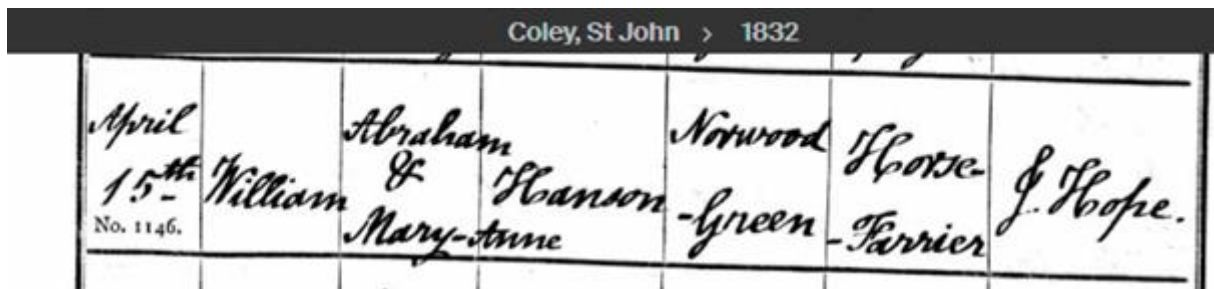 Coley, St John > 1832
April
15th
No. 1146.
William
Abraham
&
Mary-Anne
Hanson
Norwood
-Green
Horse-
-Farrier
J. Hope.